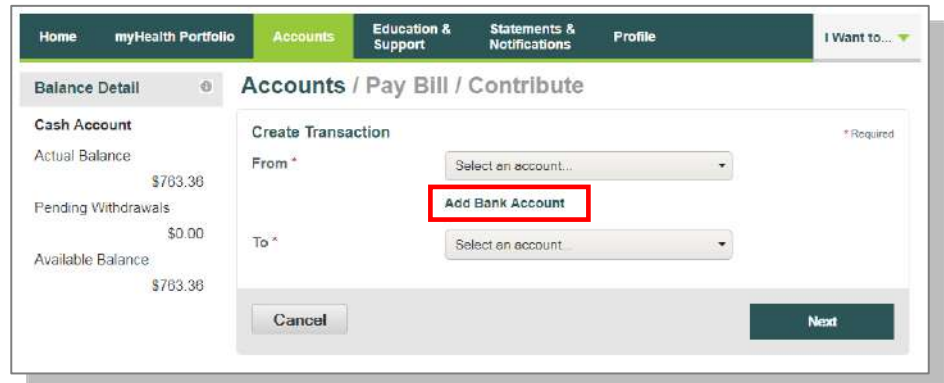 Home myHealth Portfolio Accounts Education & Support Statements & Notifications Profile I Want to...
Balance Detail
Accounts / Pay Bill / Contribute
Cash Account
Actual Balance
$763.36
Pending Withdrawals
$0.00
Available Balance
$763.36
Create Transaction
* Required
From *
Select an account...
Add Bank Account
To *
Select an account...
Cancel
Next